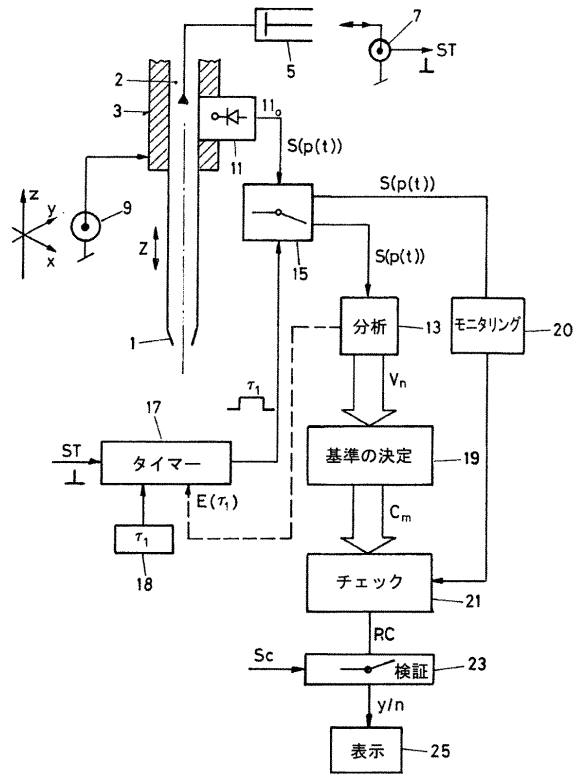 7
ST
5
2
3
11₀
11
S(p(t))
z
y
x
9
Z
15
S(p(t))
S(p(t))
1
分析
13
モニタリング
20
τ₁
Vn
17
ST
タイマー
基準の決定
19
E(τ₁)
Cm
τ₁
18
チェック
21
RC
Sc
検証
23
y/n
表示
25